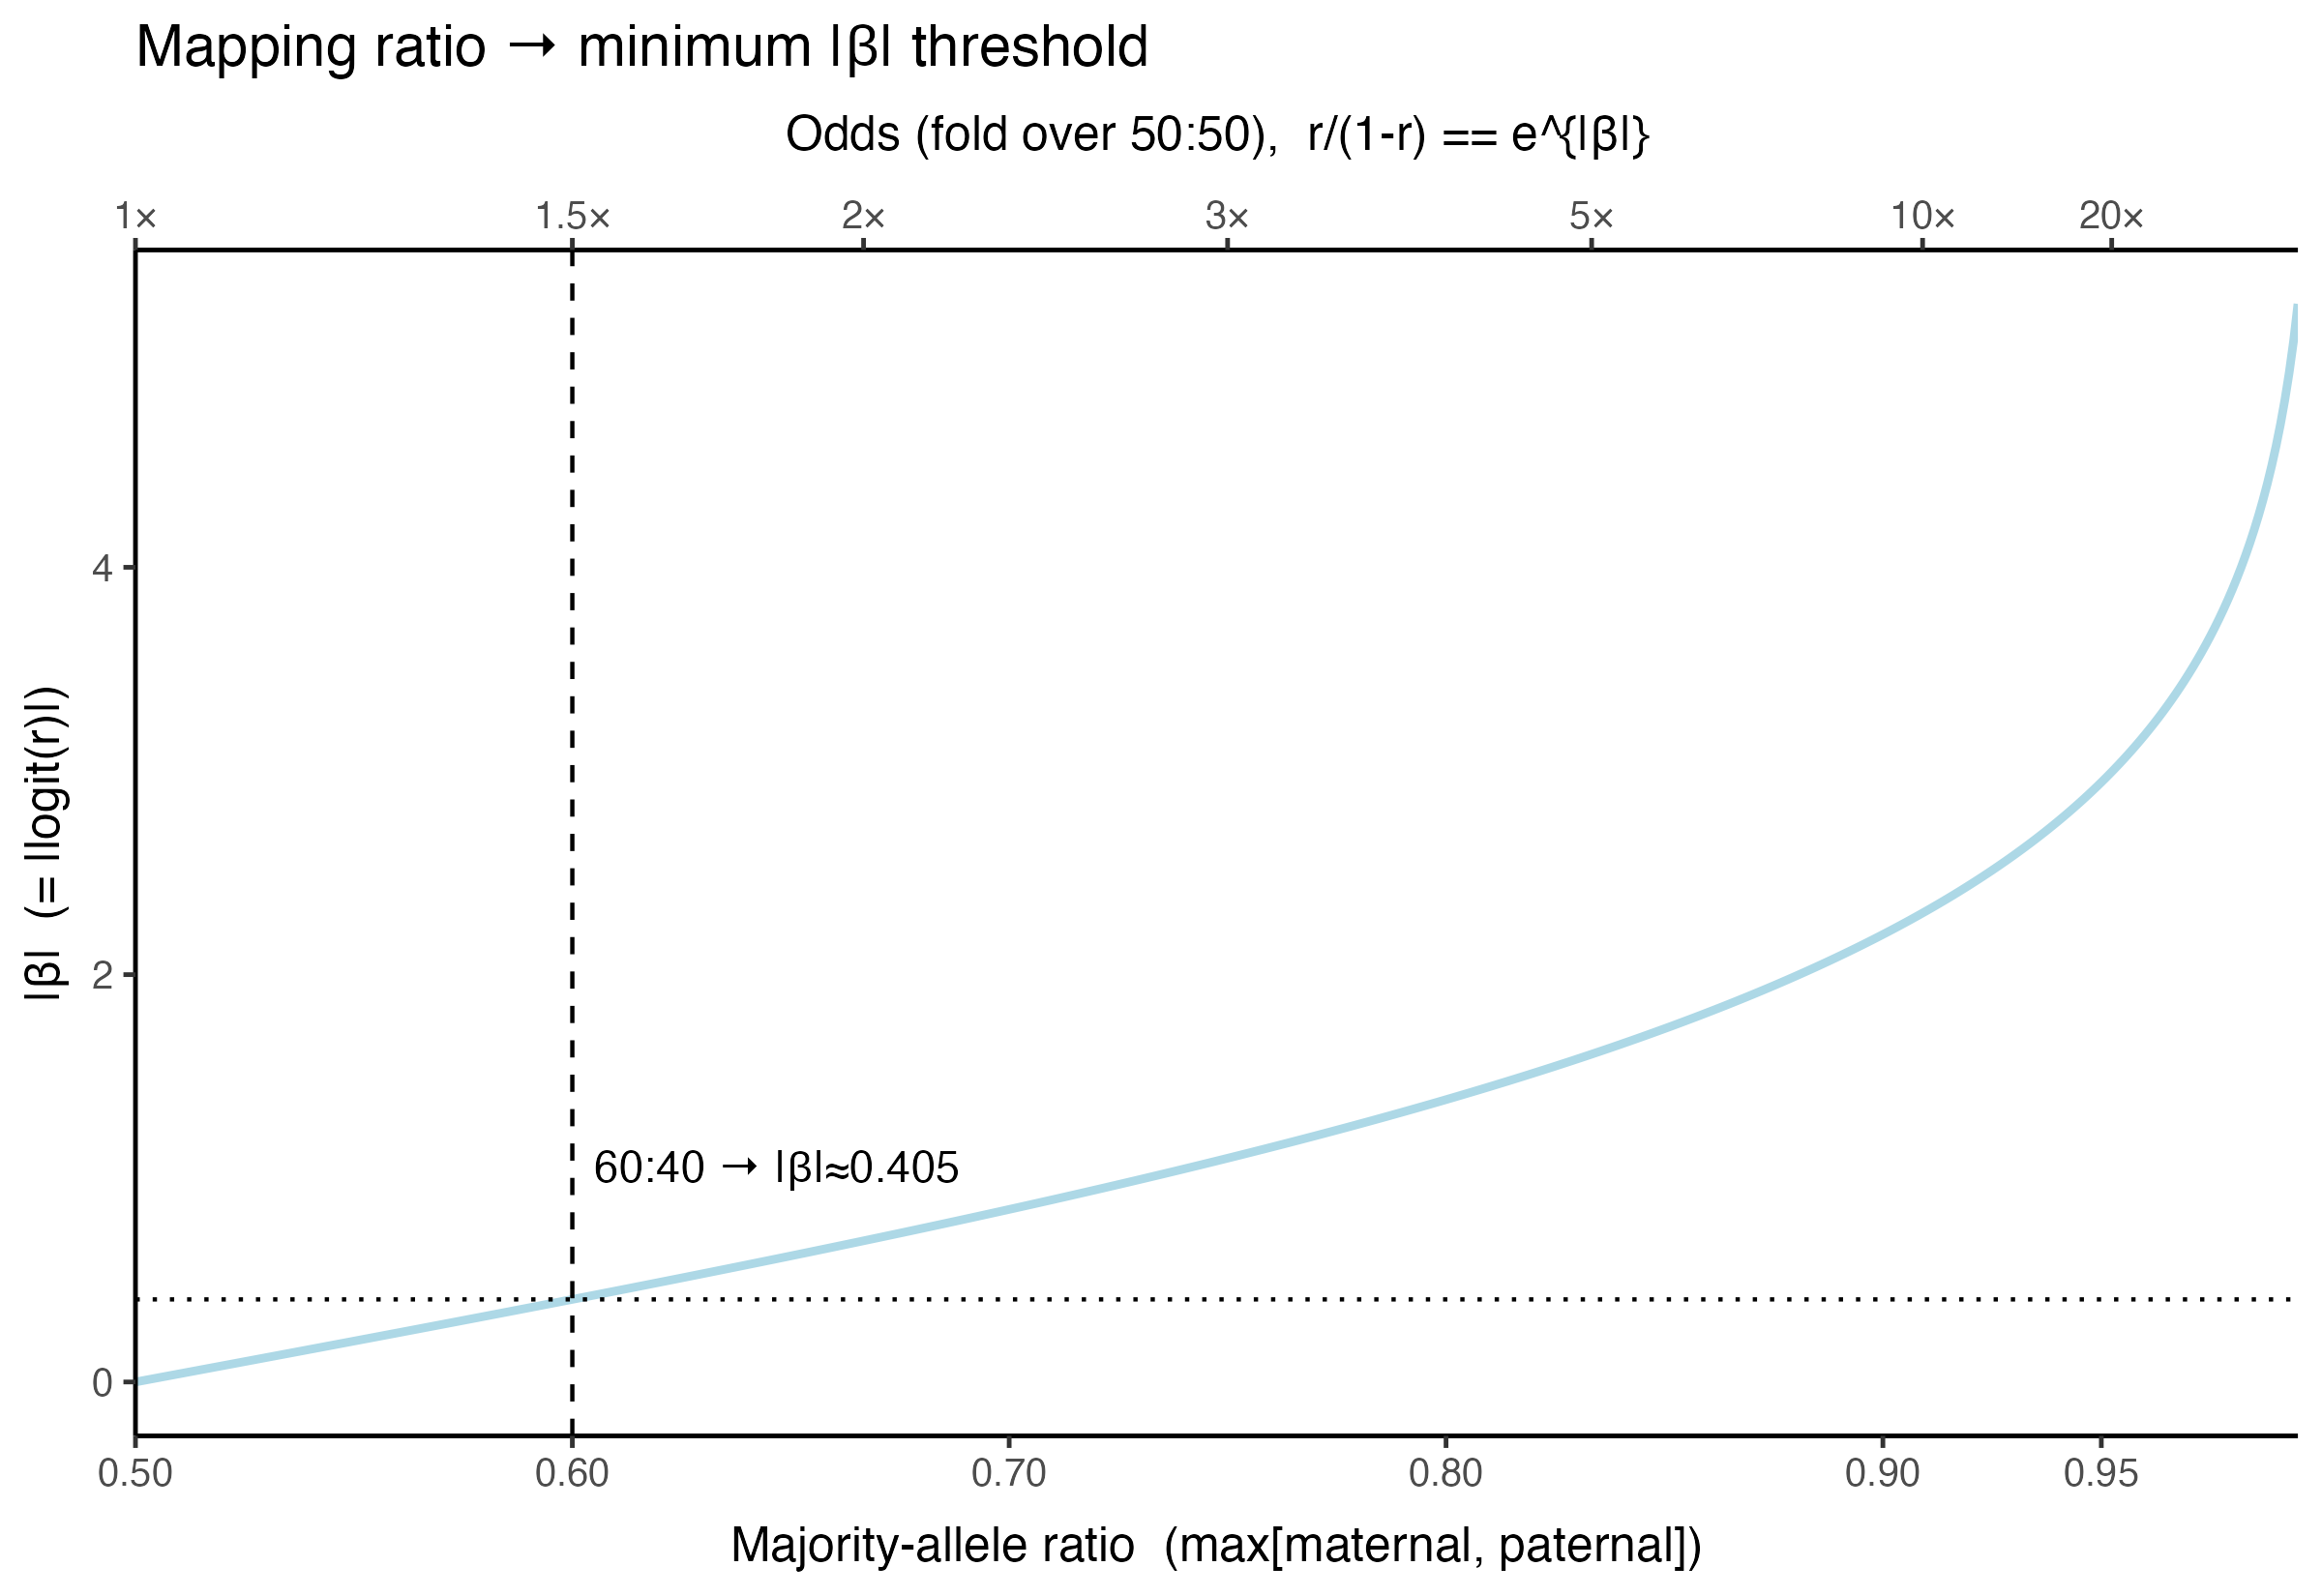 Mapping ratio → minimum |β| threshold
Odds (fold over 50:50),  r/(1-r) == e^{|β|}
1× 1.5× 2× 3× 5× 10× 20×
|β|  (= |logit(r)|)
4
2
0
60:40 → |β|≈0.405
0.50 0.60 0.70 0.80 0.90 0.95
Majority-allele ratio  (max[maternal, paternal])